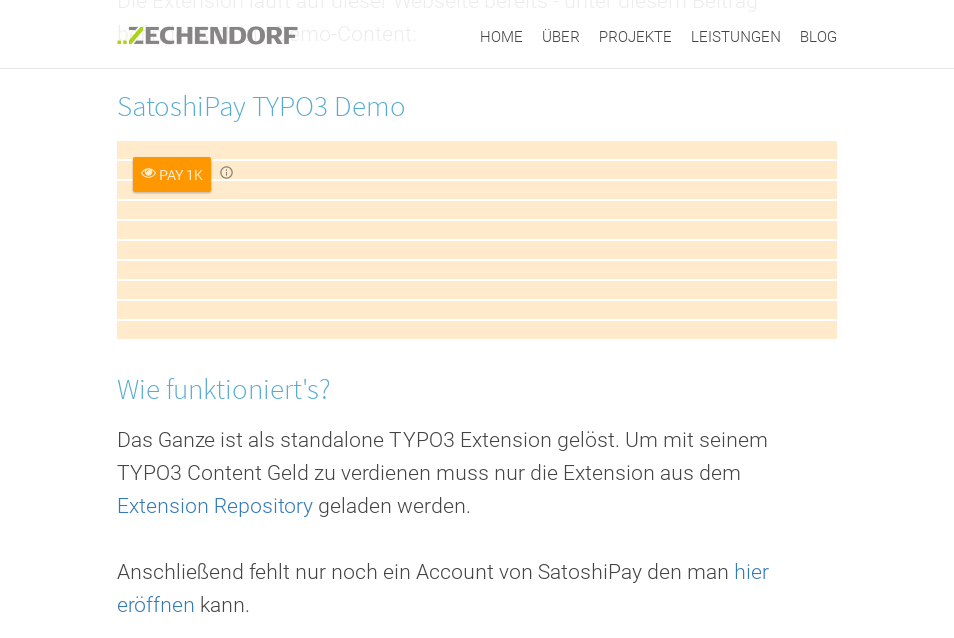 Die Extension läuft auf dieser Webseite bereits - unter diesem Beitrag
emo-Content:
..ZECHENDORF
HOME ÜBER PROJEKTE LEISTUNGEN BLOG
SatoshiPay TYPO3 Demo
PAY 1K
Wie funktioniert's?
Das Ganze ist als standalone TYPO3 Extension gelöst. Um mit seinem
TYPO3 Content Geld zu verdienen muss nur die Extension aus dem
Extension Repository geladen werden.
Anschließend fehlt nur noch ein Account von SatoshiPay den man hier
eröffnen kann.